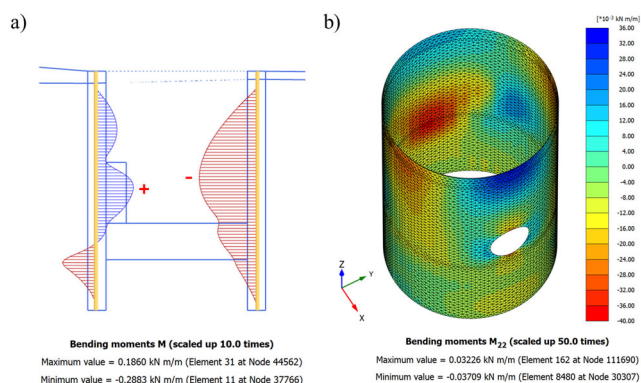 a)
+
-
Bending moments M (scaled up 10.0 times)
Maximum value = 0.1860 kN m/m (Element 31 at Node 44562)
Minimum value = -0.2883 kN m/m (Element 11 at Node 37766)
b)
[*10⁻³ kN m/m]
36.00
32.00
28.00
24.00
20.00
16.00
12.00
8.00
4.00
0.00
-4.00
-8.00
-12.00
-16.00
-20.00
-24.00
-28.00
-32.00
-36.00
-40.00
Z
Y
X
Bending moments M₂₂ (scaled up 50.0 times)
Maximum value = 0.03226 kN m/m (Element 162 at Node 111690)
Minimum value = -0.03709 kN m/m (Element 8480 at Node 30307)